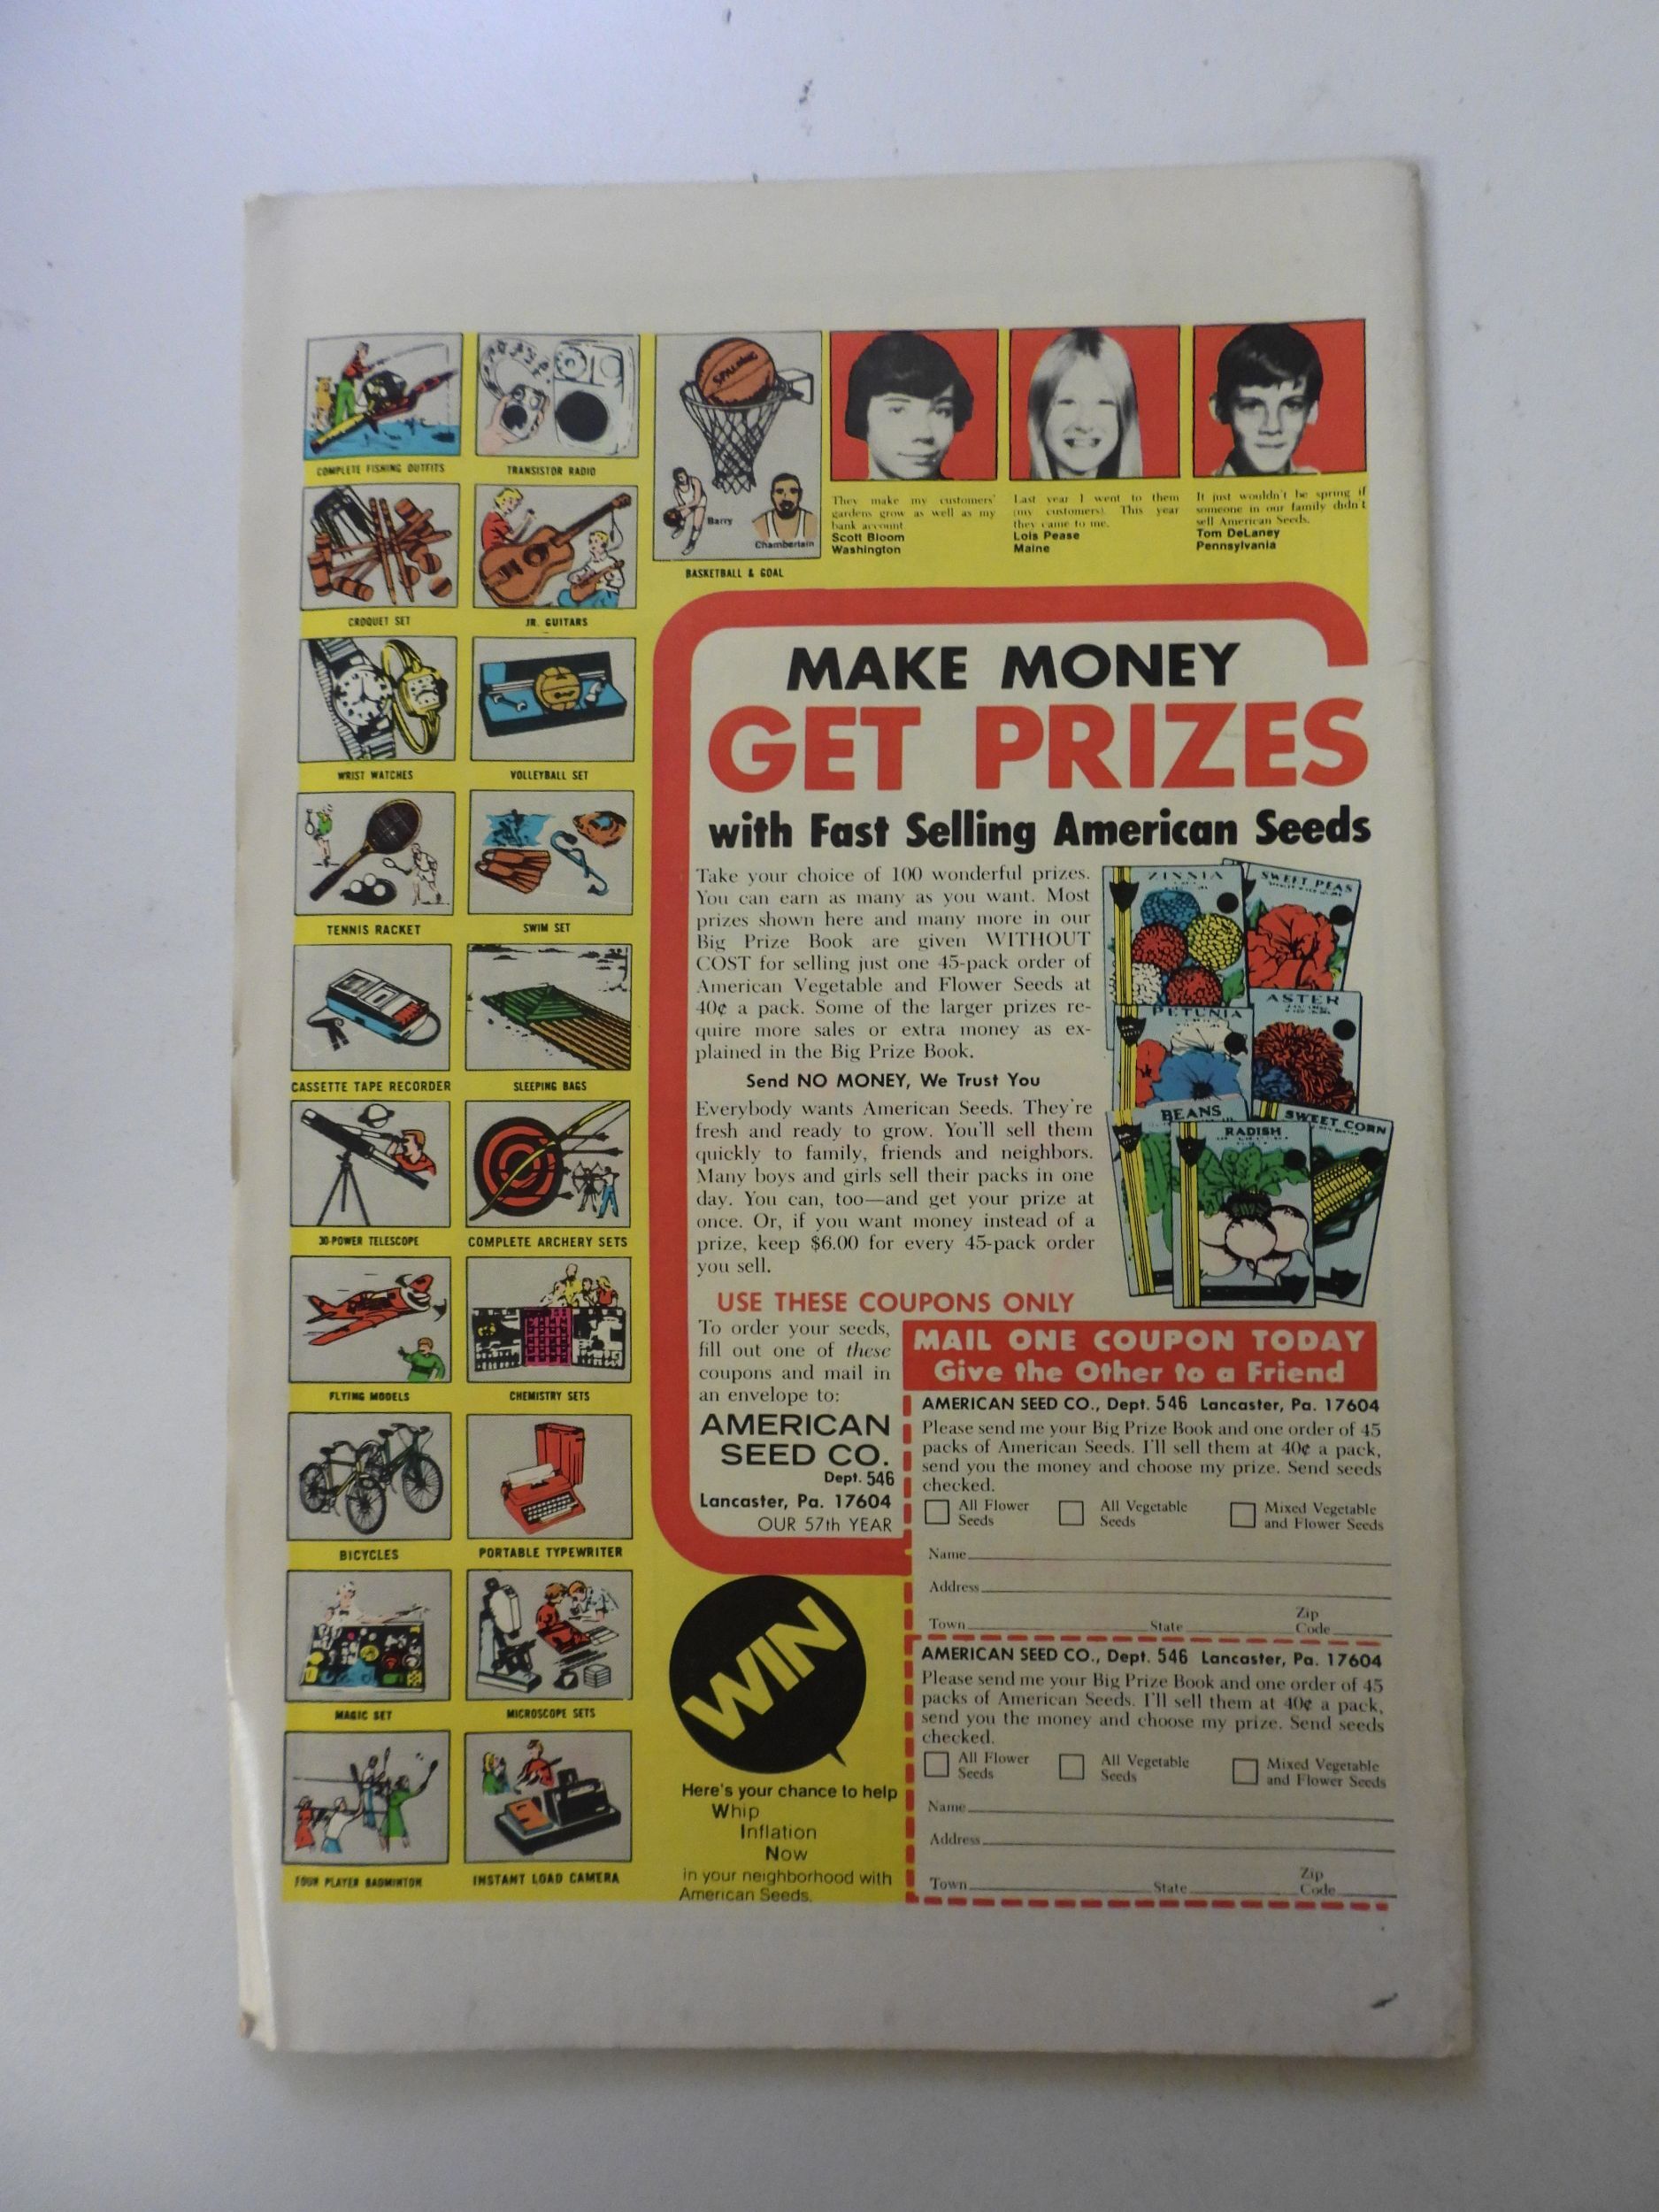 COMPLETE FISHING OUTFITS
TRANSISTOR RADIO
CROQUET SET
JR. GUITARS
WRIST WATCHES
VOLLEYBALL SET
TENNIS RACKET
SWIM SET
CASSETTE TAPE RECORDER
SLEEPING BAGS
30-POWER TELESCOPE
COMPLETE ARCHERY SETS
FLYING MODELS
CHEMISTRY SETS
BICYCLES
PORTABLE TYPEWRITER
MAGIC SET
MICROSCOPE SETS
FOUR PLAYER BADMINTON
INSTANT LOAD CAMERA
SPALDING
Barry
Chamberlain
BASKETBALL & GOAL
They make my customers'
gardens grow as well as my
bank account.
Scott Bloom
Washington
Last year I went to them
(my customers). This year
they came to me.
Lois Pease
Maine
It just wouldn't be spring if
someone in our family didn't
sell American Seeds.
Tom DeLaney
Pennsylvania
MAKE MONEY
GET PRIZES
with Fast Selling American Seeds
Take your choice of 100 wonderful prizes.
You can earn as many as you want. Most
prizes shown here and many more in our
Big Prize Book are given WITHOUT
COST for selling just one 45-pack order of
American Vegetable and Flower Seeds at
40¢ a pack. Some of the larger prizes re-
quire more sales or extra money as ex-
plained in the Big Prize Book.
Send NO MONEY, We Trust You
Everybody wants American Seeds. They're
fresh and ready to grow. You'll sell them
quickly to family, friends and neighbors.
Many boys and girls sell their packs in one
day. You can, too—and get your prize at
once. Or, if you want money instead of a
prize, keep $6.00 for every 45-pack order
you sell.
ZINNIA
SWEET PEAS
PETUNIA
ASTER
BEANS
RADISH
SWEET CORN
USE THESE COUPONS ONLY
To order your seeds,
fill out one of these
coupons and mail in
an envelope to:
AMERICAN
SEED CO.
Dept. 546
Lancaster, Pa. 17604
OUR 57th YEAR
WIN
Here's your chance to help
Whip
Inflation
Now
in your neighborhood with
American Seeds.
MAIL ONE COUPON TODAY
Give the Other to a Friend
AMERICAN SEED CO., Dept. 546 Lancaster, Pa. 17604
Please send me your Big Prize Book and one order of 45
packs of American Seeds. I'll sell them at 40¢ a pack,
send you the money and choose my prize. Send seeds
checked.
All Flower Seeds
All Vegetable Seeds
Mixed Vegetable and Flower Seeds
Name
Address
Town State Zip Code
AMERICAN SEED CO., Dept. 546 Lancaster, Pa. 17604
Please send me your Big Prize Book and one order of 45
packs of American Seeds. I'll sell them at 40¢ a pack,
send you the money and choose my prize. Send seeds
checked.
All Flower Seeds
All Vegetable Seeds
Mixed Vegetable and Flower Seeds
Name
Address
Town State Zip Code